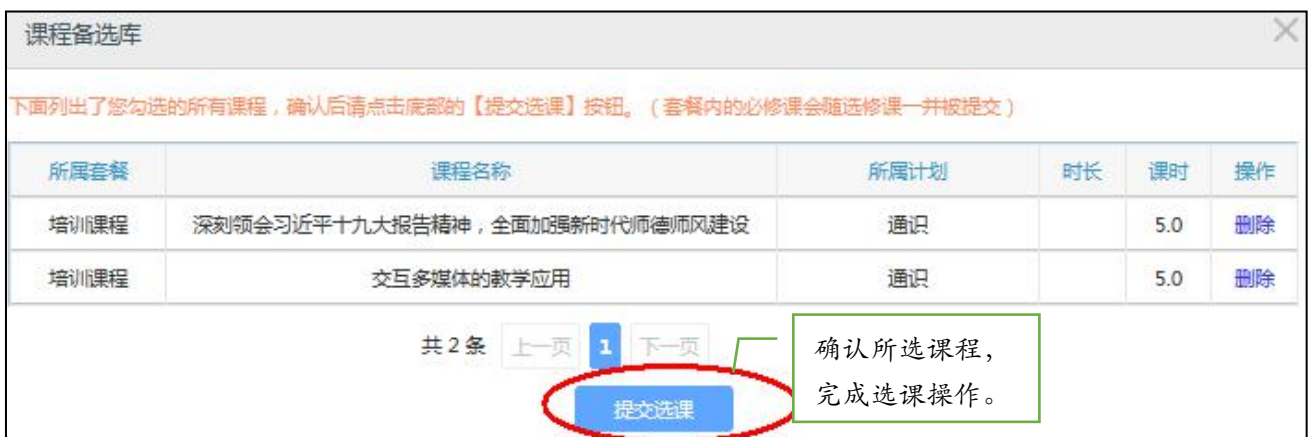 课程备选库
下面列出了您勾选的所有课程，确认后请点击底部的【提交选课】按钮。（套餐内的必修课会随选修课一并被提交）
所属套餐 课程名称 所属计划 时长 课时 操作
培训课程 深刻领会习近平十九大报告精神，全面加强新时代师德师风建设 通识 5.0 删除
培训课程 交互多媒体的教学应用 通识 5.0 删除
共2条 上一页 1 下一页
确认所选课程，
完成选课操作。
提交选课